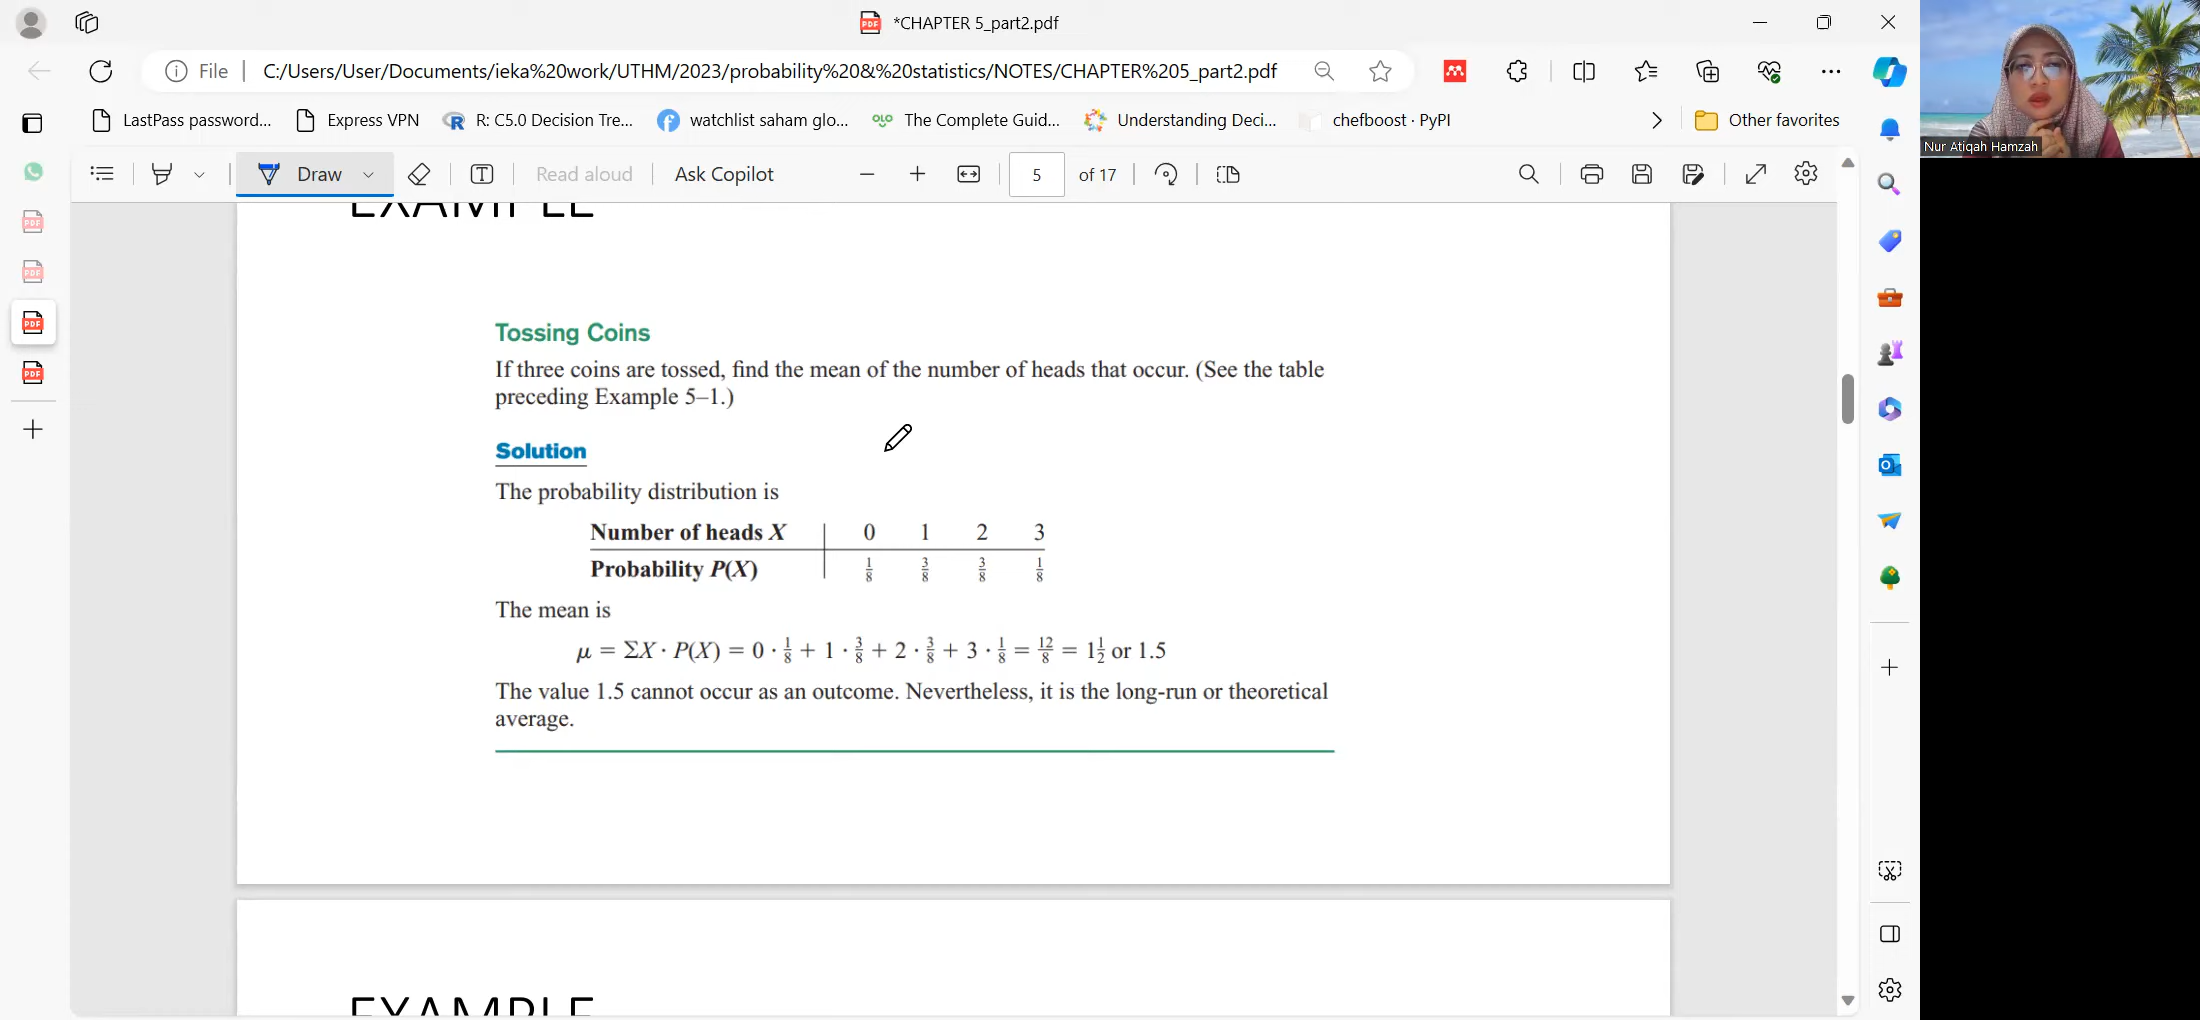 *CHAPTER 5_part2.pdf
File
C:/Users/User/Documents/ieka%20work/UTHM/2023/probability%20&%20statistics/NOTES/CHAPTER%205_part2.pdf
LastPass password...
Express VPN
R: C5.0 Decision Tre...
watchlist saham glo...
The Complete Guid...
Understanding Deci...
chefboost · PyPI
Other favorites
Nur Atiqah Hamzah
Draw
Read aloud
Ask Copilot
5 of 17
EXAMPLE
Tossing Coins
If three coins are tossed, find the mean of the number of heads that occur. (See the table
preceding Example 5–1.)
Solution
The probability distribution is
Number of heads X 0 1 2 3
Probability P(X) 1/8 3/8 3/8 1/8
The mean is
μ = ΣX · P(X) = 0 · 1/8 + 1 · 3/8 + 2 · 3/8 + 3 · 1/8 = 12/8 = 1 1/2 or 1.5
The value 1.5 cannot occur as an outcome. Nevertheless, it is the long-run or theoretical
average.
EXAMPLE